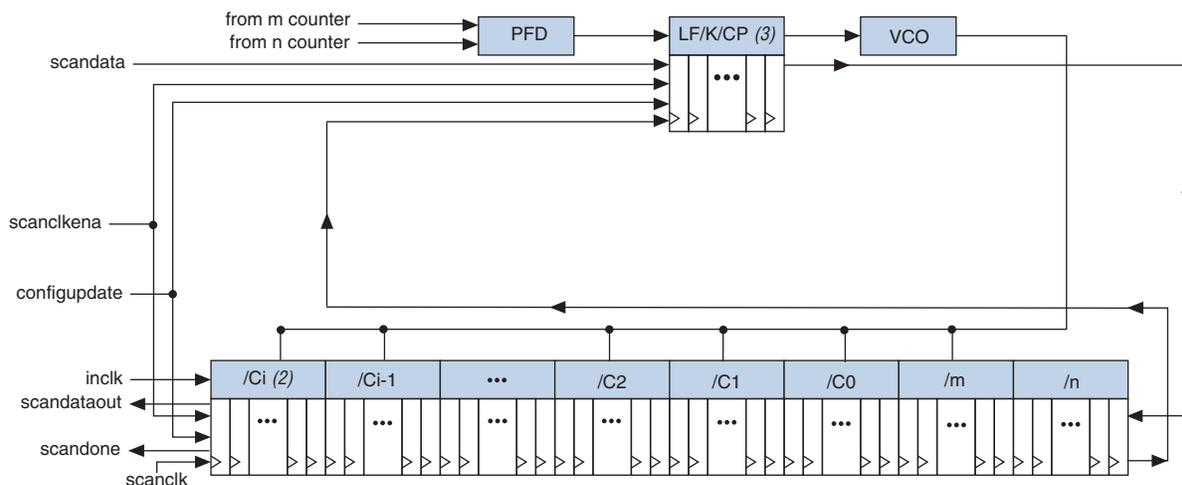 from m counter
from n counter
PFD
LF/K/CP (3)
VCO
scandata
•••
scanclkena
configupdate
inclk
/Ci (2)
/Ci-1
•••
/C2
/C1
/C0
/m
/n
scandataout
••• ••• ••• ••• ••• ••• ••• •••
scandone
scanclk